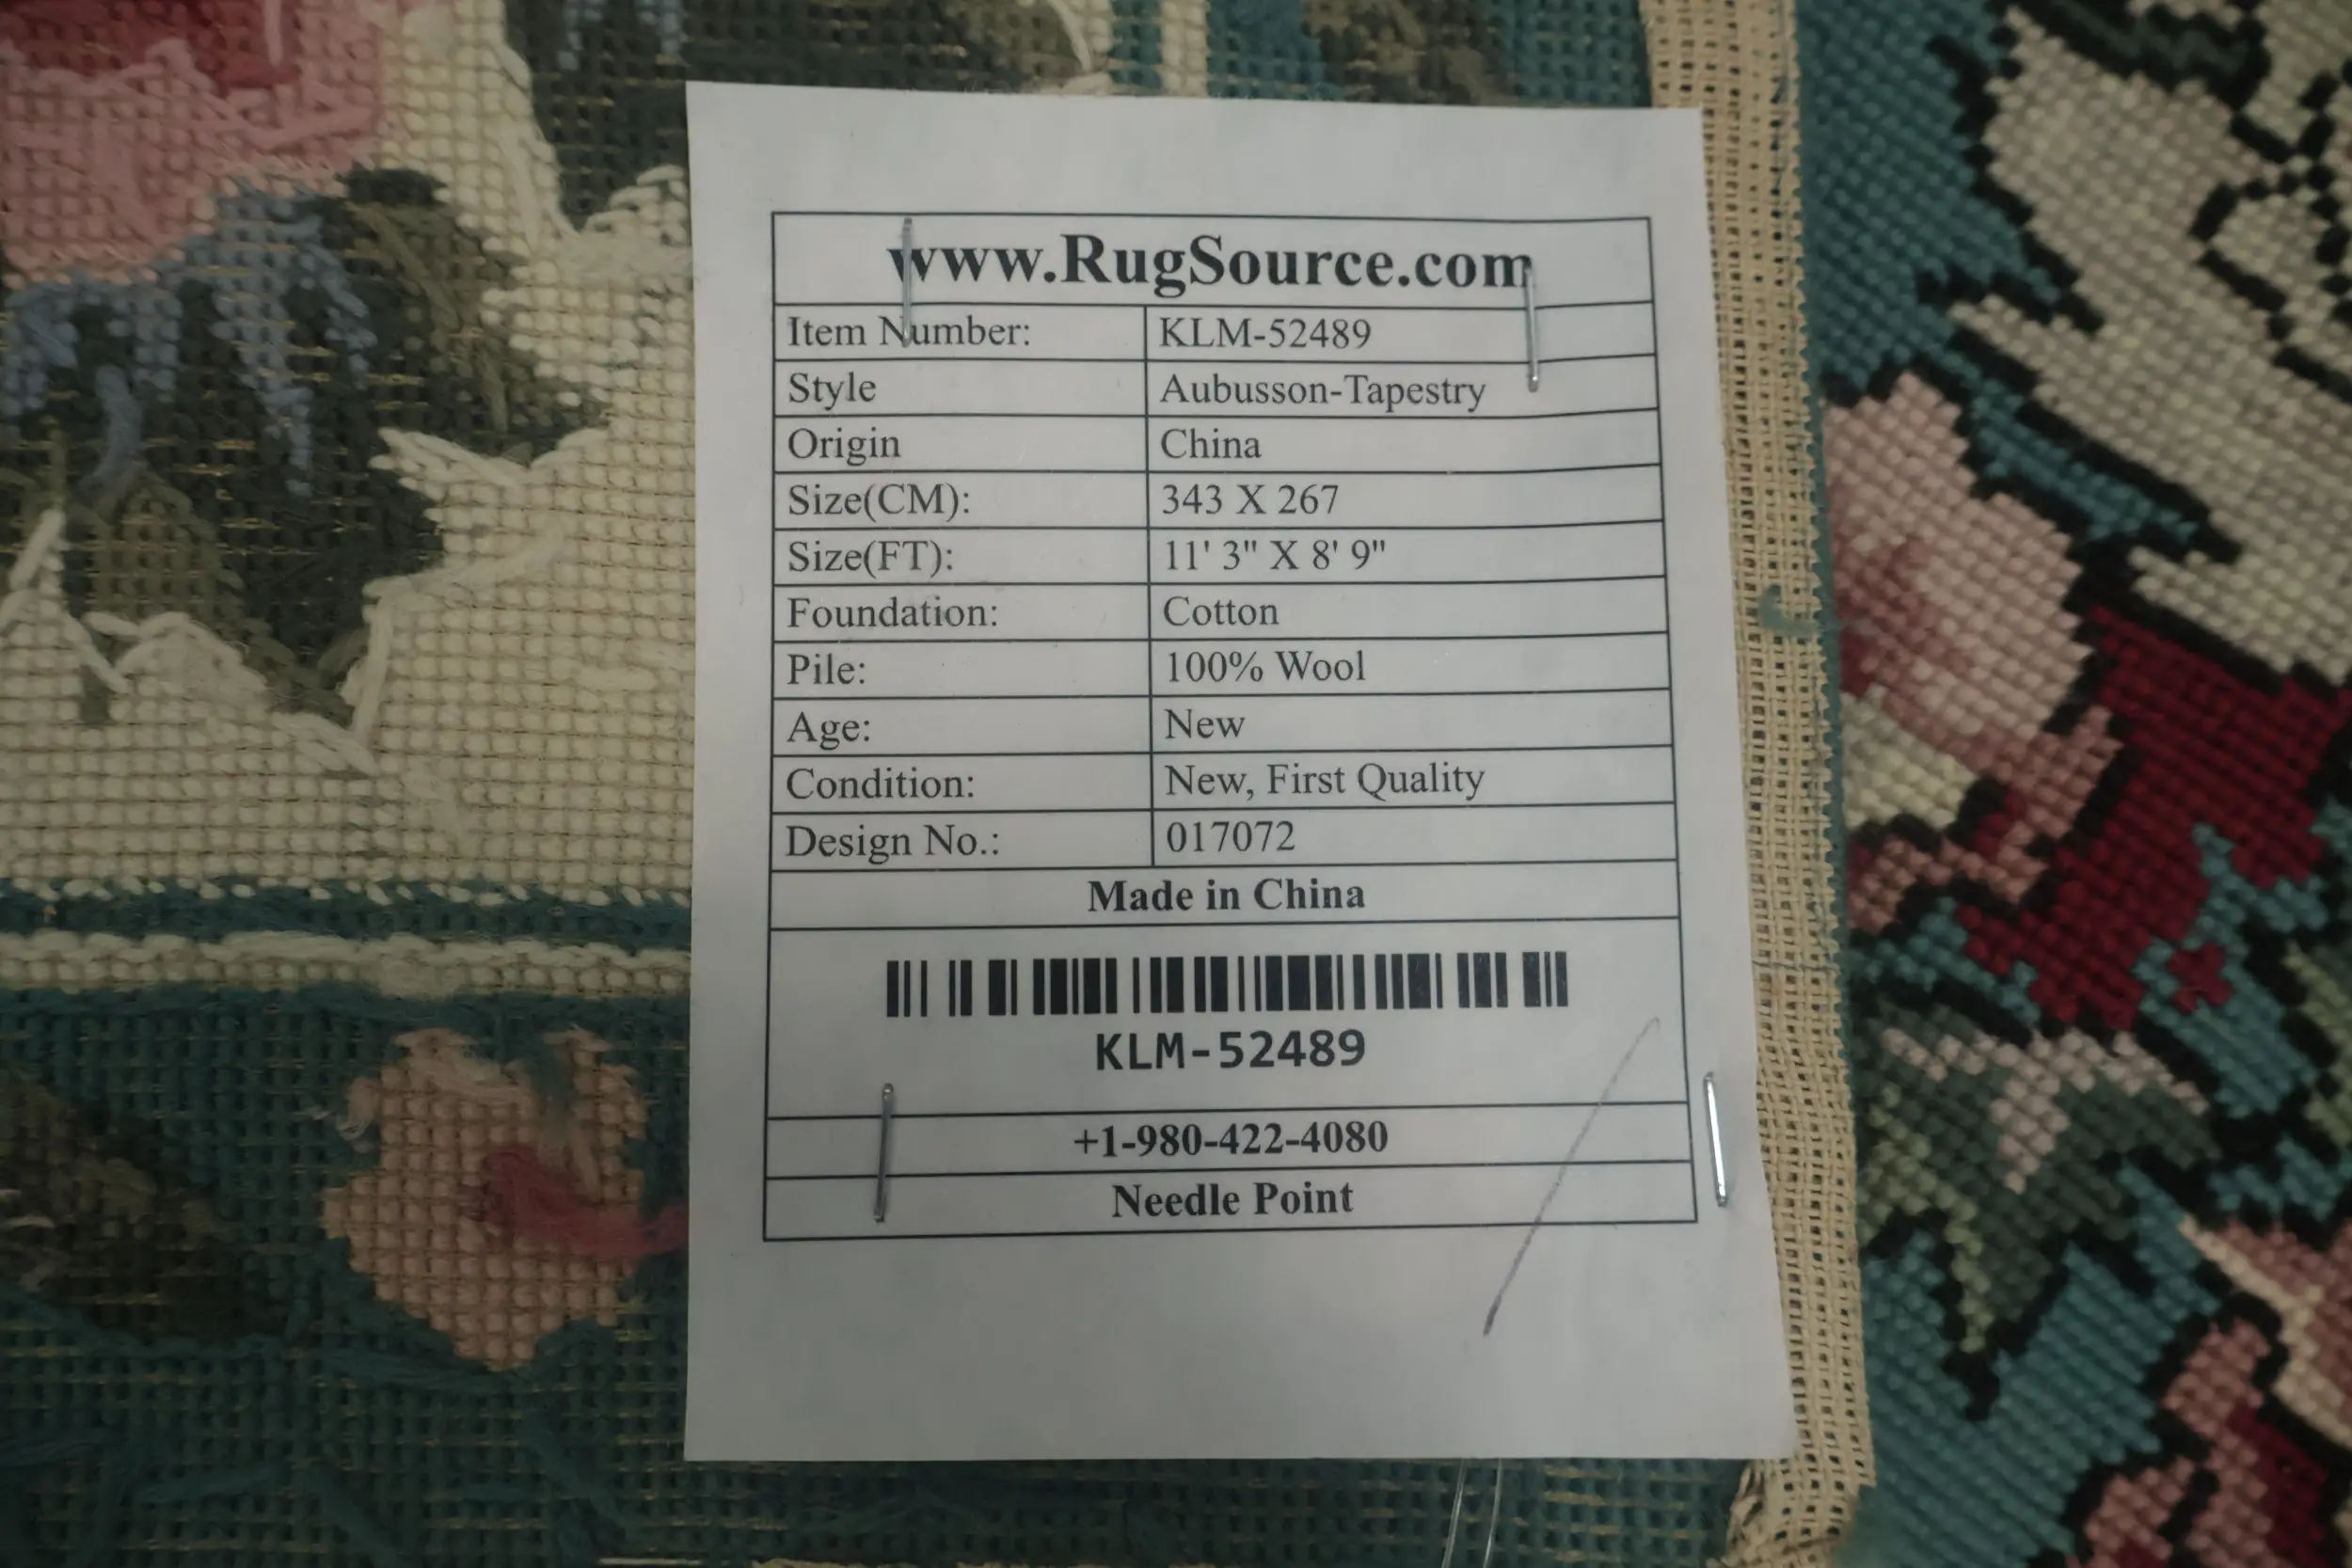 www.RugSource.com
Item Number: KLM-52489
Style Aubusson-Tapestry
Origin China
Size(CM): 343 X 267
Size(FT): 11' 3" X 8' 9"
Foundation: Cotton
Pile: 100% Wool
Age: New
Condition: New, First Quality
Design No.: 017072
Made in China
KLM-52489
+1-980-422-4080
Needle Point